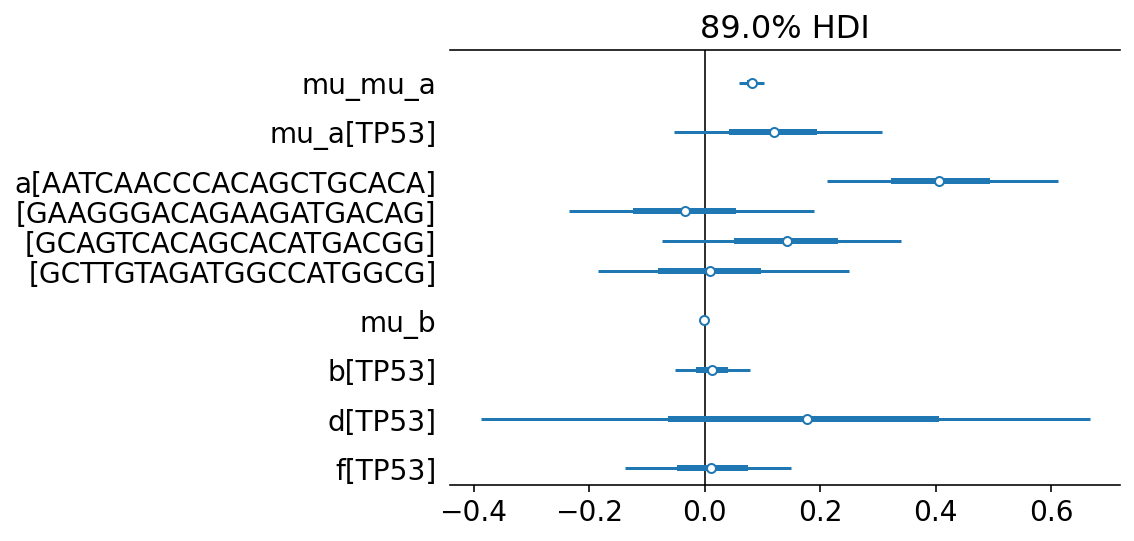 89.0% HDI
mu_mu_a
mu_a[TP53]
a[AATCAACCCACAGCTGCACA]
[GAAGGGACAGAAGATGACAG]
[GCAGTCACAGCACATGACGG]
[GCTTGTAGATGGCCATGGCG]
mu_b
b[TP53]
d[TP53]
f[TP53]
−0.4 −0.2 0.0 0.2 0.4 0.6